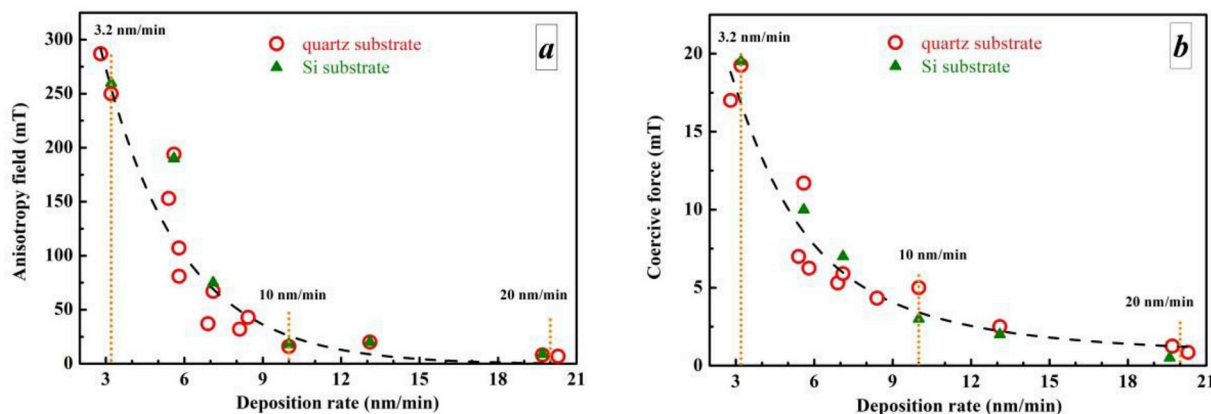 3.2 nm/min
quartz substrate
Si substrate
a
10 nm/min
20 nm/min
300
250
200
150
100
50
0
3
6
9
12
15
18
21
Anisotropy field (mT)
Deposition rate (nm/min)
3.2 nm/min
quartz substrate
Si substrate
b
10 nm/min
20 nm/min
20
15
10
5
0
3
6
9
12
15
18
21
Coercive force (mT)
Deposition rate (nm/min)